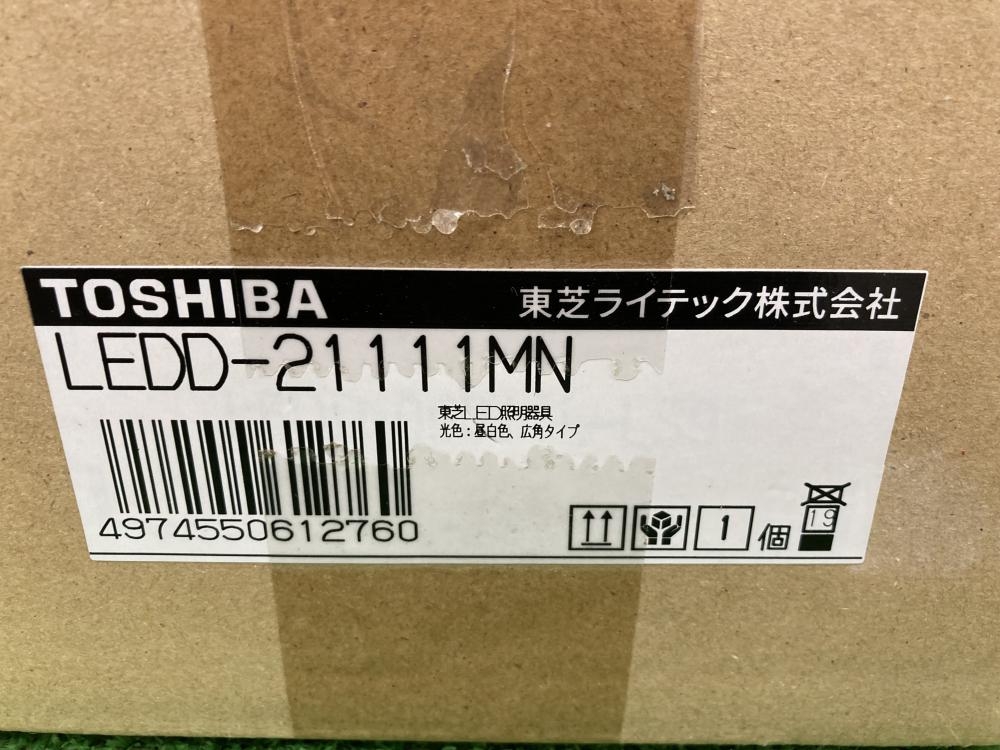 TOSHIBA 東芝ライテック株式会社
LEDD-21111MN
東芝LED照明器具
光色：昼白色、広角タイプ
4974550612760
1 個 19